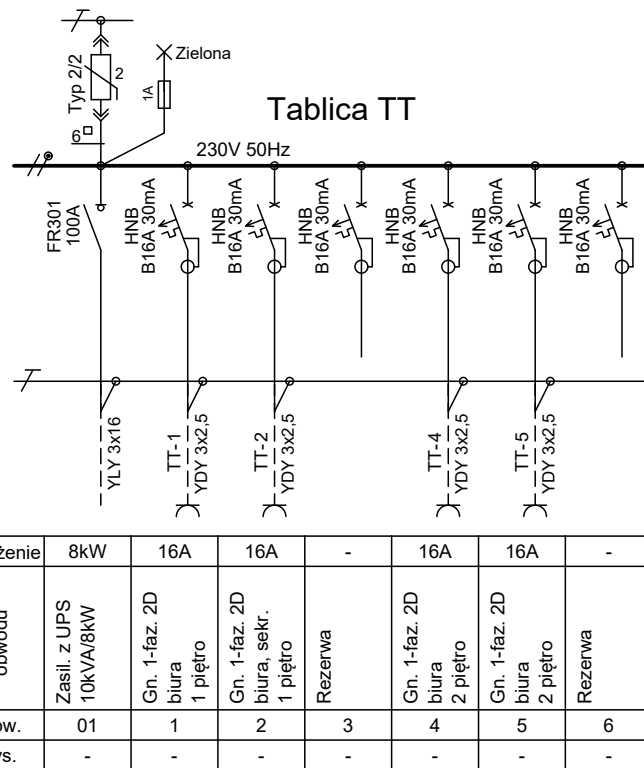 Typ 2/2
2
1A
Zielona
6
Tablica TT
230V 50Hz
FR301
100A
HNB
B16A 30mA
HNB
B16A 30mA
HNB
B16A 30mA
HNB
B16A 30mA
HNB
B16A 30mA
HNB
B16A 30mA
YLY 3x16
TT-1
YDY 3x2,5
TT-2
YDY 3x2,5
TT-4
YDY 3x2,5
TT-5
YDY 3x2,5
żenie 8kW 16A 16A - 16A 16A -
obwodu
Zasil. z UPS
10kVA/8kW
Gn. 1-faz. 2D
biura
1 piętro
Gn. 1-faz. 2D
biura, sekr.
1 piętro
Rezerwa
Gn. 1-faz. 2D
biura
2 piętro
Gn. 1-faz. 2D
biura
2 piętro
Rezerwa
ow. 01 1 2 3 4 5 6
ys. - - - - - - -